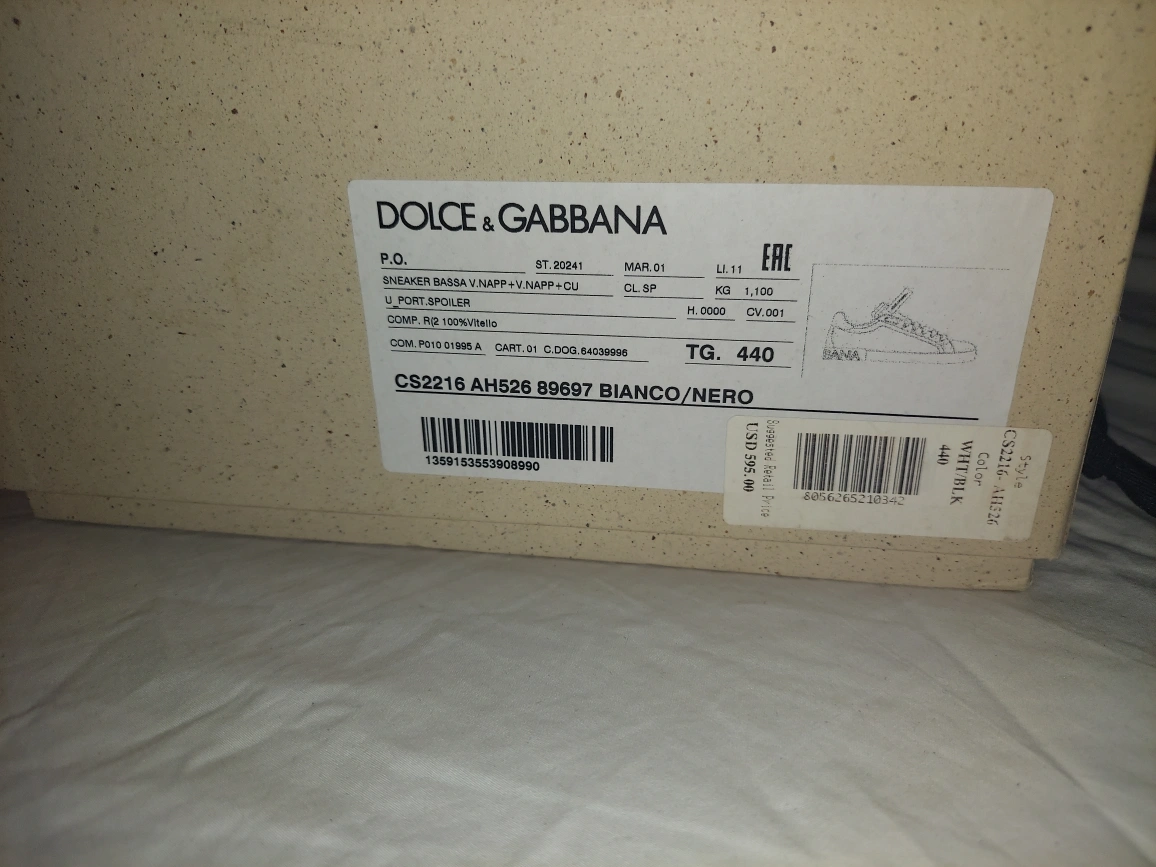 DOLCE & GABBANA
P.O. ST. 20241 MAR. 01 LI. 11 EAC
SNEAKER BASSA V.NAPP+V.NAPP+CU CL. SP KG 1,100
U_PORT.SPOILER H. 0000 CV.001
COMP. R(2 100%Vitello
COM. P010 01995 A CART. 01 C.DOG.64039996 TG. 440
BANA
CS2216 AH526 89697 BIANCO/NERO
1359153553908990
Style
CS2216- AH526
Color
WHT/BLK
440
8056265210342
Suggested Retail Price
USD 595.00